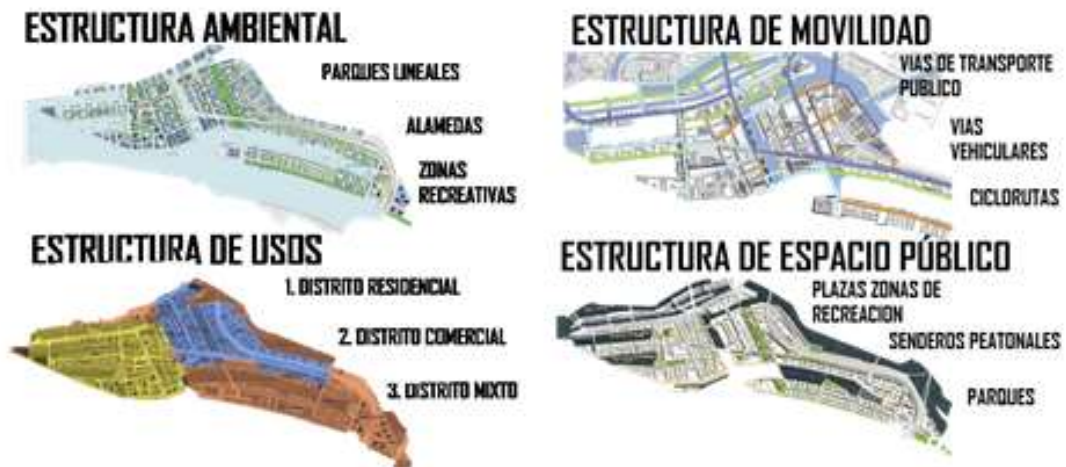 ESTRUCTURA AMBIENTAL
PARQUES LINEALES
ALAMEDAS
ZONAS
RECREATIVAS
ESTRUCTURA DE MOVILIDAD
VIAS DE TRANSPORTE
PUBLICO
VIAS
VEHICULARES
CICLORUTAS
ESTRUCTURA DE USOS
1. DISTRITO RESIDENCIAL
2. DISTRITO COMERCIAL
3. DISTRITO MIXTO
ESTRUCTURA DE ESPACIO PÚBLICO
PLAZAS ZONAS DE
RECREACION
SENDEROS PEATONALES
PARQUES